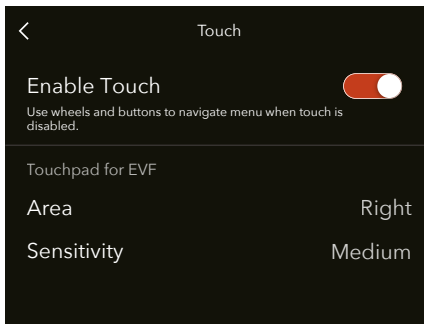 Touch
Enable Touch
Use wheels and buttons to navigate menu when touch is
disabled.
Touchpad for EVF
Area Right
Sensitivity Medium